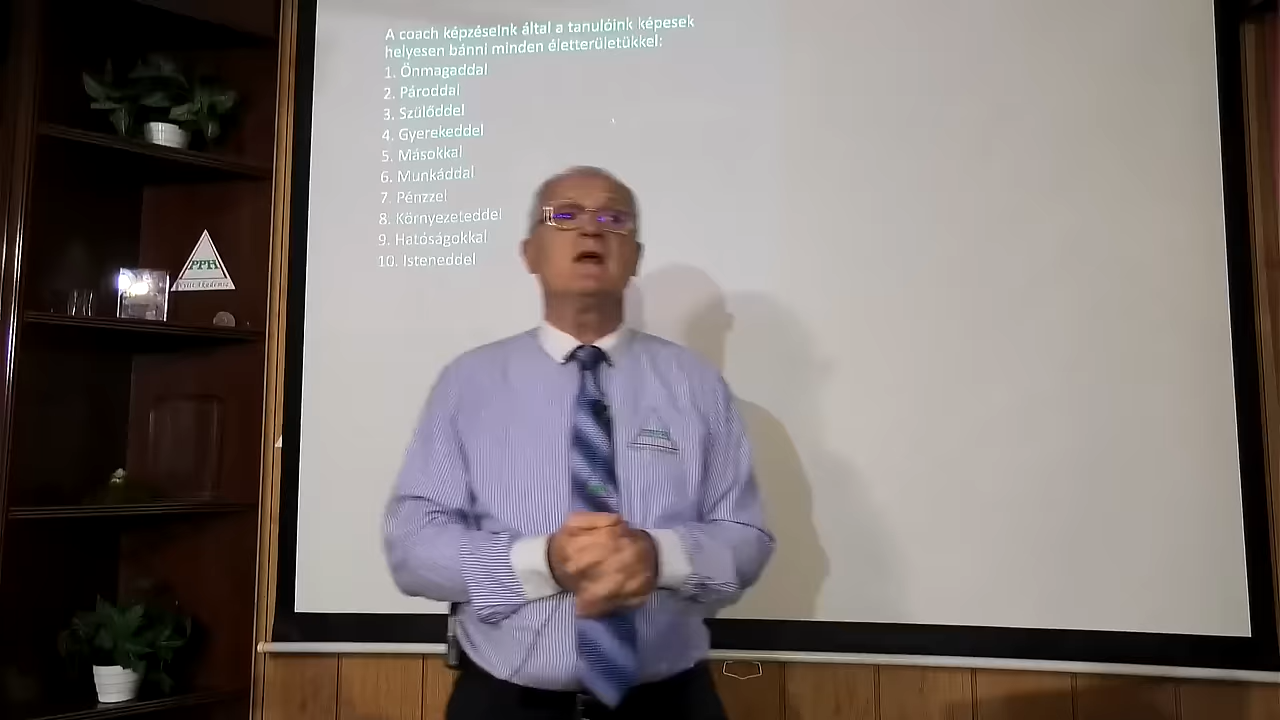 A coach képzéseink által a tanulóink képesek
helyesen bánni minden életterületükkel:
1. Önmagaddal
2. Pároddal
3. Szülőddel
4. Gyerekeddel
5. Másokkal
6. Munkáddal
7. Pénzzel
8. Környezeteddel
9. Hatóságokkal
10. Isteneddel
PPH